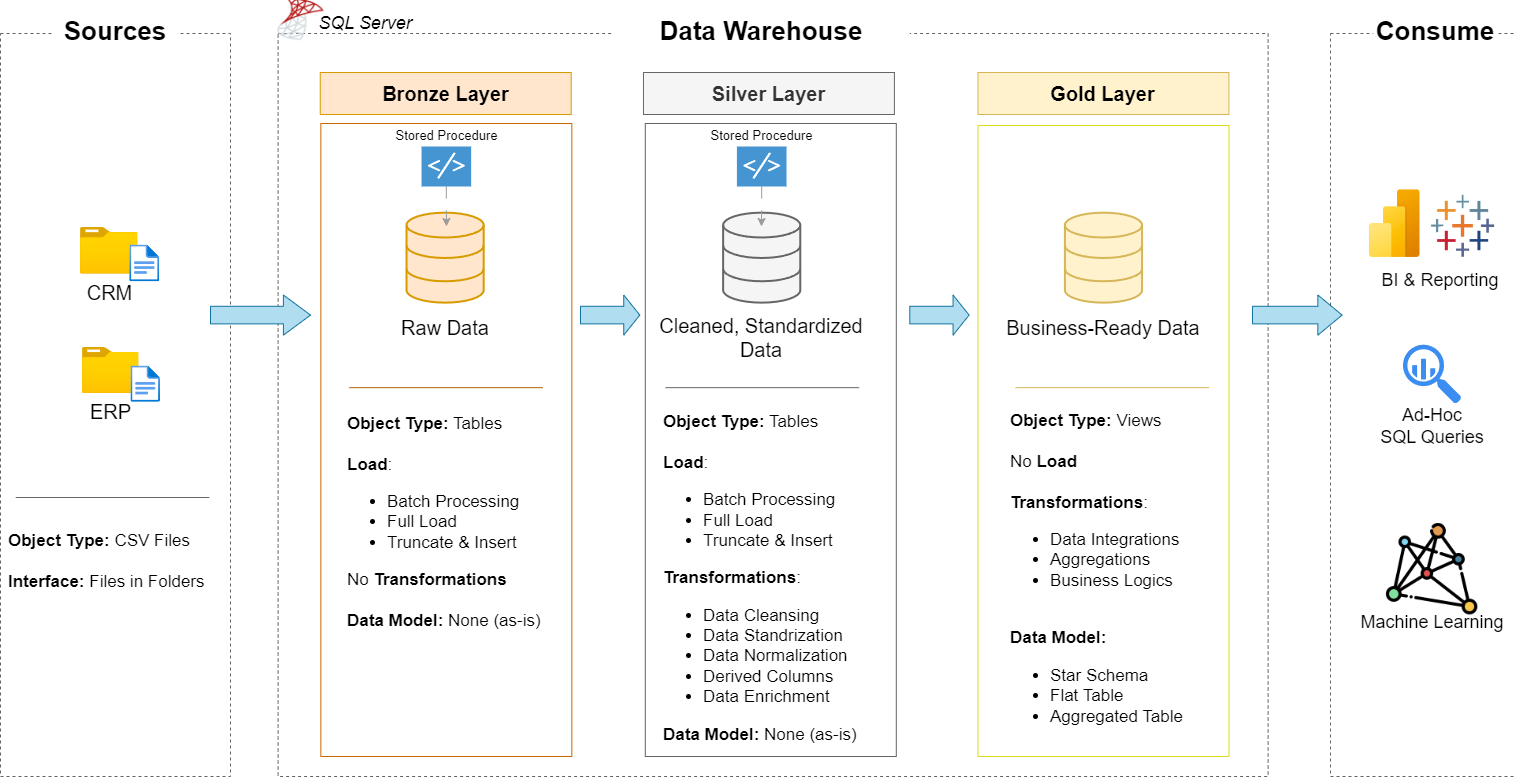 Sources
CRM
ERP
Object Type: CSV Files
Interface: Files in Folders
SQL Server
Data Warehouse
Bronze Layer
Stored Procedure
</>
Raw Data
Object Type: Tables
Load:
Batch Processing
Full Load
Truncate & Insert
No Transformations
Data Model: None (as-is)
Silver Layer
Stored Procedure
</>
Cleaned, Standardized
Data
Object Type: Tables
Load:
Batch Processing
Full Load
Truncate & Insert
Transformations:
Data Cleansing
Data Standrization
Data Normalization
Derived Columns
Data Enrichment
Data Model: None (as-is)
Gold Layer
Business-Ready Data
Object Type: Views
No Load
Transformations:
Data Integrations
Aggregations
Business Logics
Data Model:
Star Schema
Flat Table
Aggregated Table
Consume
BI & Reporting
Ad-Hoc
SQL Queries
Machine Learning